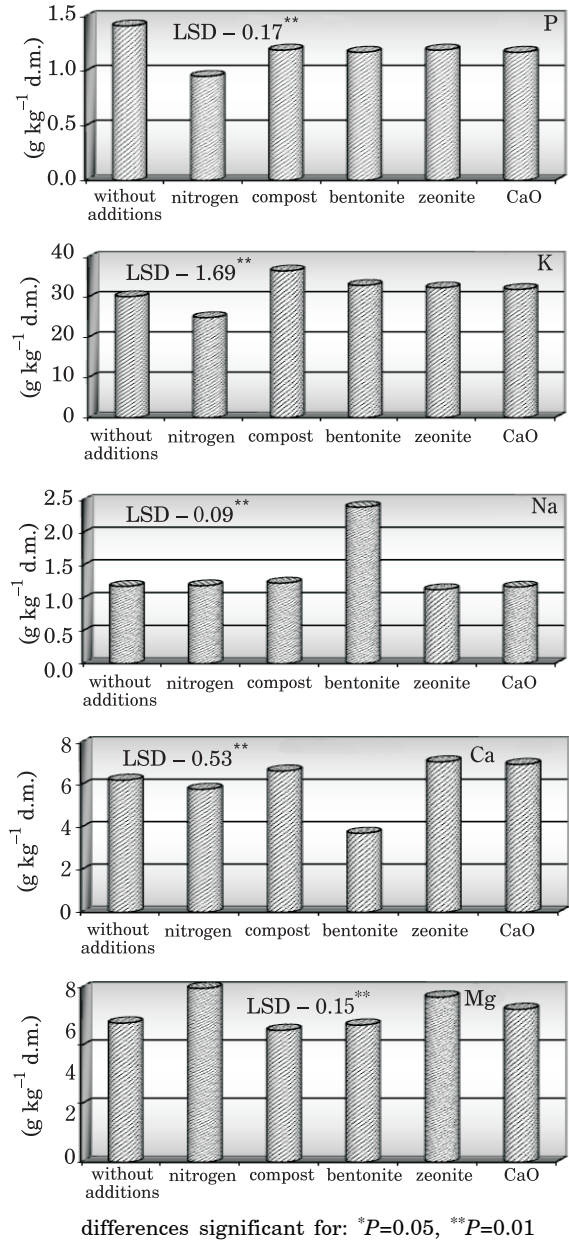 P
LSD – 0.17**
(g kg–1 d.m.)
1.5
1.0
0.5
0.0
without additions
nitrogen
compost
bentonite
zeonite
CaO
K
LSD – 1.69**
(g kg–1 d.m.)
40
30
20
10
0
without additions
nitrogen
compost
bentonite
zeonite
CaO
Na
LSD – 0.09**
(g kg–1 d.m.)
2.5
2.0
1.5
1.0
0.5
0.0
without additions
nitrogen
compost
bentonite
zeonite
CaO
Ca
LSD – 0.53**
(g kg–1 d.m.)
8
6
4
2
0
without additions
nitrogen
compost
bentonite
zeonite
CaO
Mg
LSD – 0.15**
(g kg–1 d.m.)
8
6
4
2
0
without additions
nitrogen
compost
bentonite
zeonite
CaO
differences significant for: *P=0.05, **P=0.01